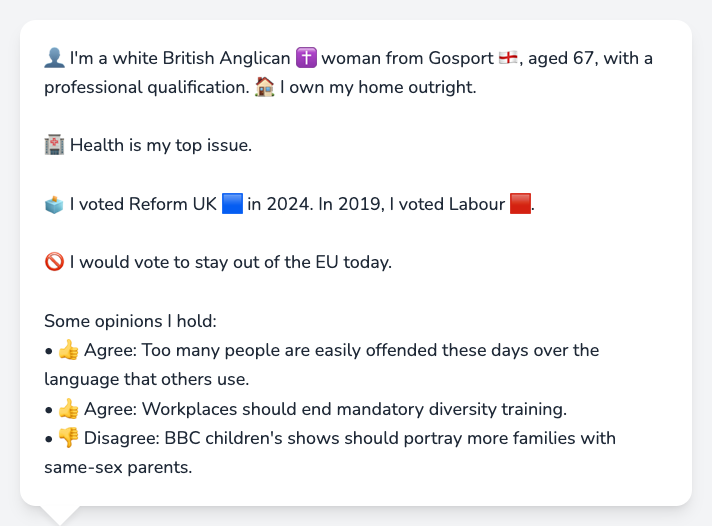 👤 I'm a white British Anglican ✝️ woman from Gosport 🏴󠁧󠁢󠁥󠁮󠁧󠁿, aged 67, with a
professional qualification. 🏠 I own my home outright.
🏥 Health is my top issue.
🗳️ I voted Reform UK 🟦 in 2024. In 2019, I voted Labour 🟥.
🚫 I would vote to stay out of the EU today.
Some opinions I hold:
• 👍 Agree: Too many people are easily offended these days over the
language that others use.
• 👍 Agree: Workplaces should end mandatory diversity training.
• 👎 Disagree: BBC children's shows should portray more families with
same-sex parents.